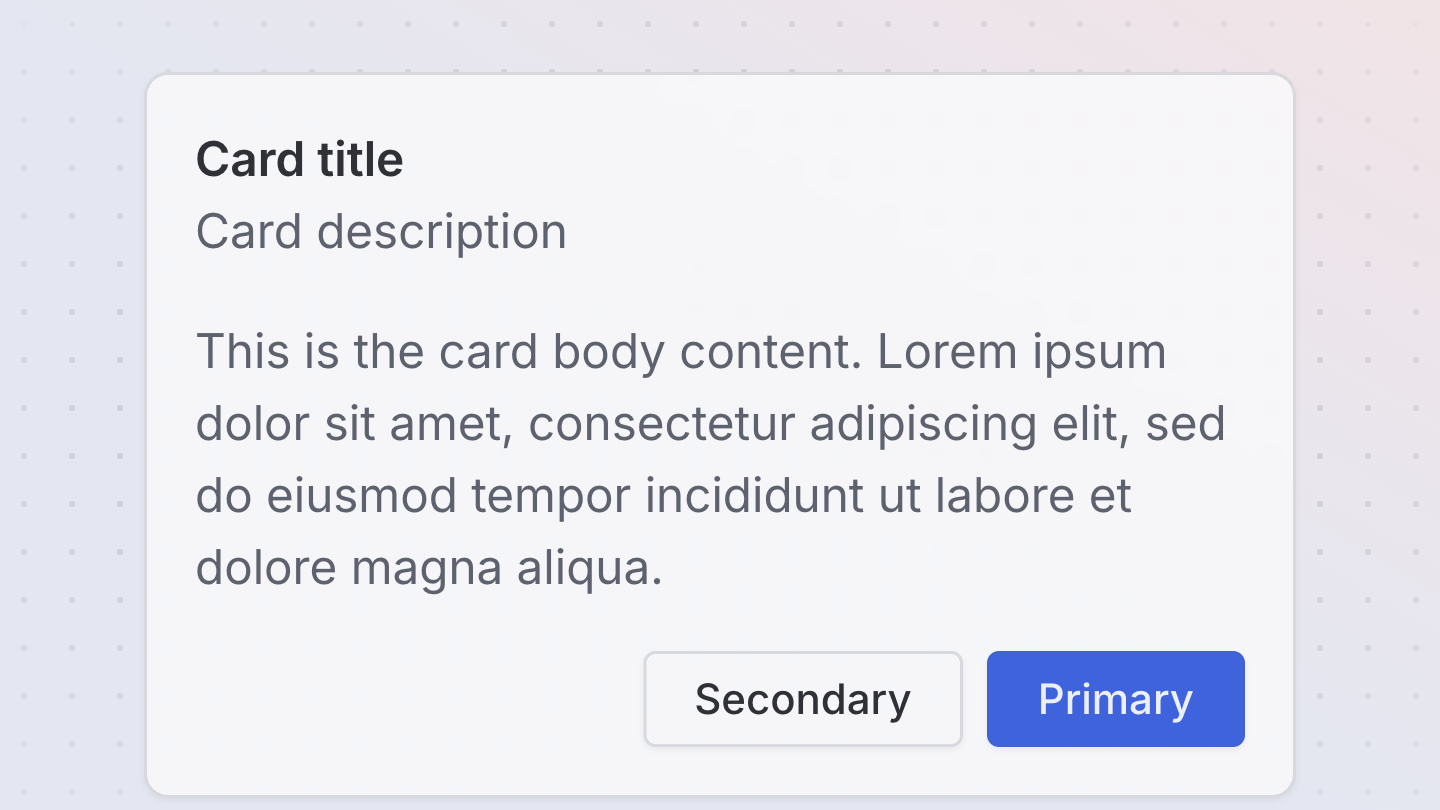 Card title
Card description
This is the card body content. Lorem ipsum
dolor sit amet, consectetur adipiscing elit, sed
do eiusmod tempor incididunt ut labore et
dolore magna aliqua.
Secondary
Primary